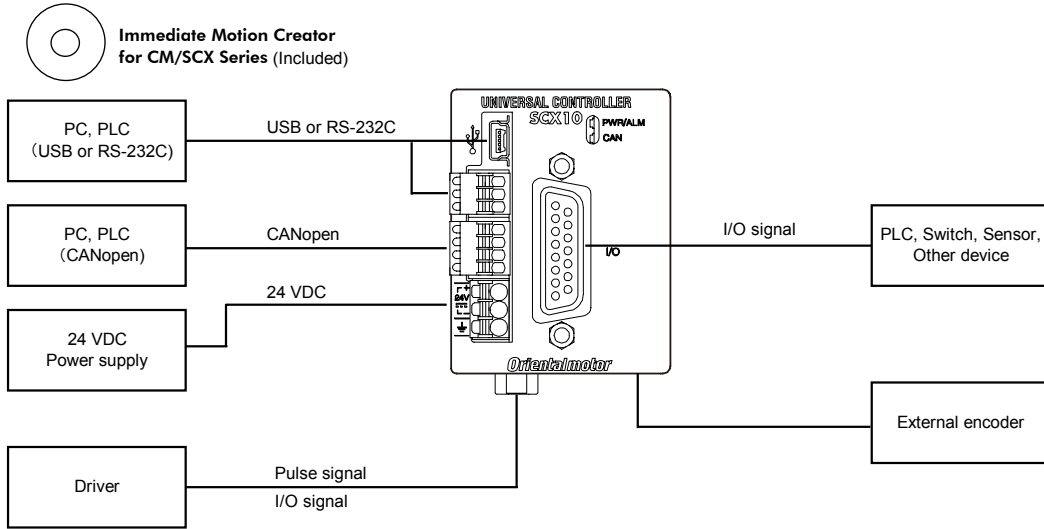 Immediate Motion Creator
for CM/SCX Series (Included)
UNIVERSAL CONTROLLER
SCX10
PWR/ALM
CAN
PC, PLC
(USB or RS-232C)
USB or RS-232C
PC, PLC
(CANopen)
CANopen
I/O signal
I/O
PLC, Switch, Sensor,
Other device
24 VDC
+
24V
-
24 VDC
Power supply
Orientalmotor
External encoder
Driver
Pulse signal
I/O signal